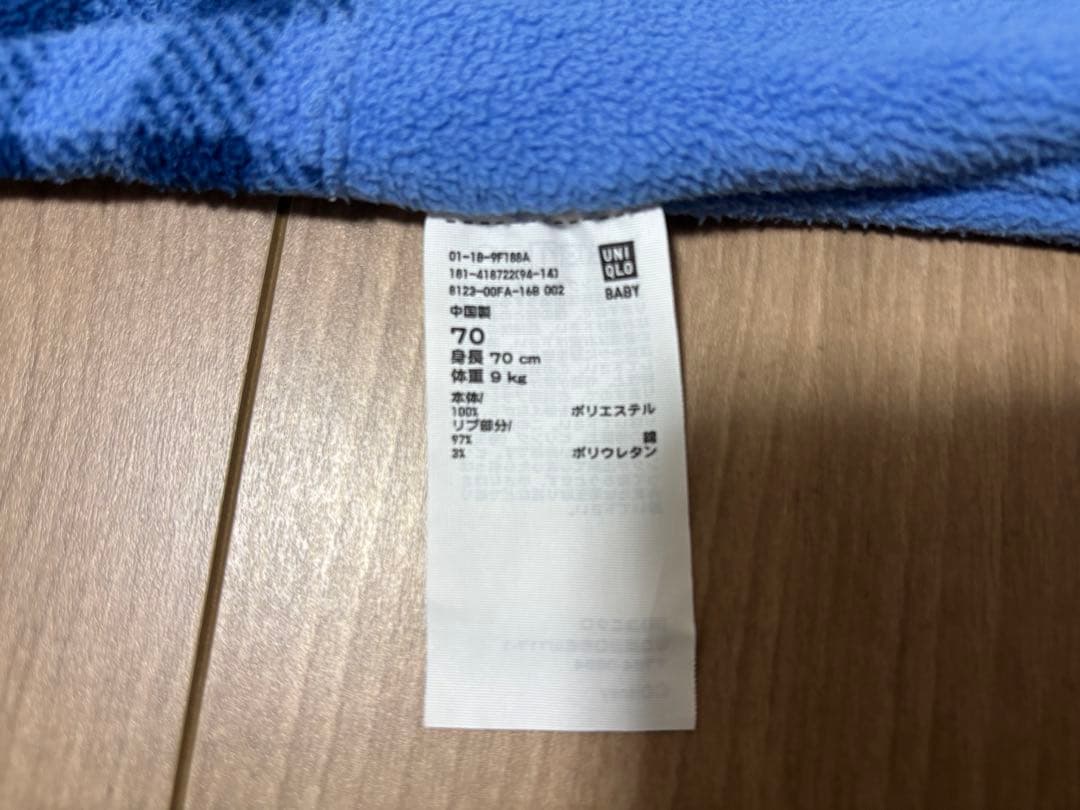 01-18-9F188A
181-418722(94-14)
8123-00FA-16B 002
UNI
QLO
BABY
中国製
70
身長 70 cm
体重 9 kg
本体/
100% ポリエステル
リブ部分/
97% 綿
3% ポリウレタン